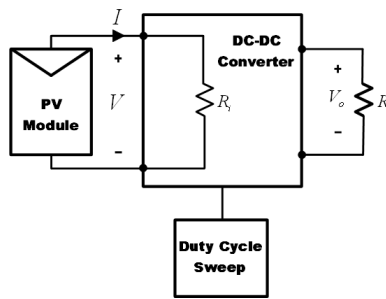 I
DC-DC
Converter
+
+
PV
Module
V
R_i
V_o
R
-
-
Duty Cycle
Sweep